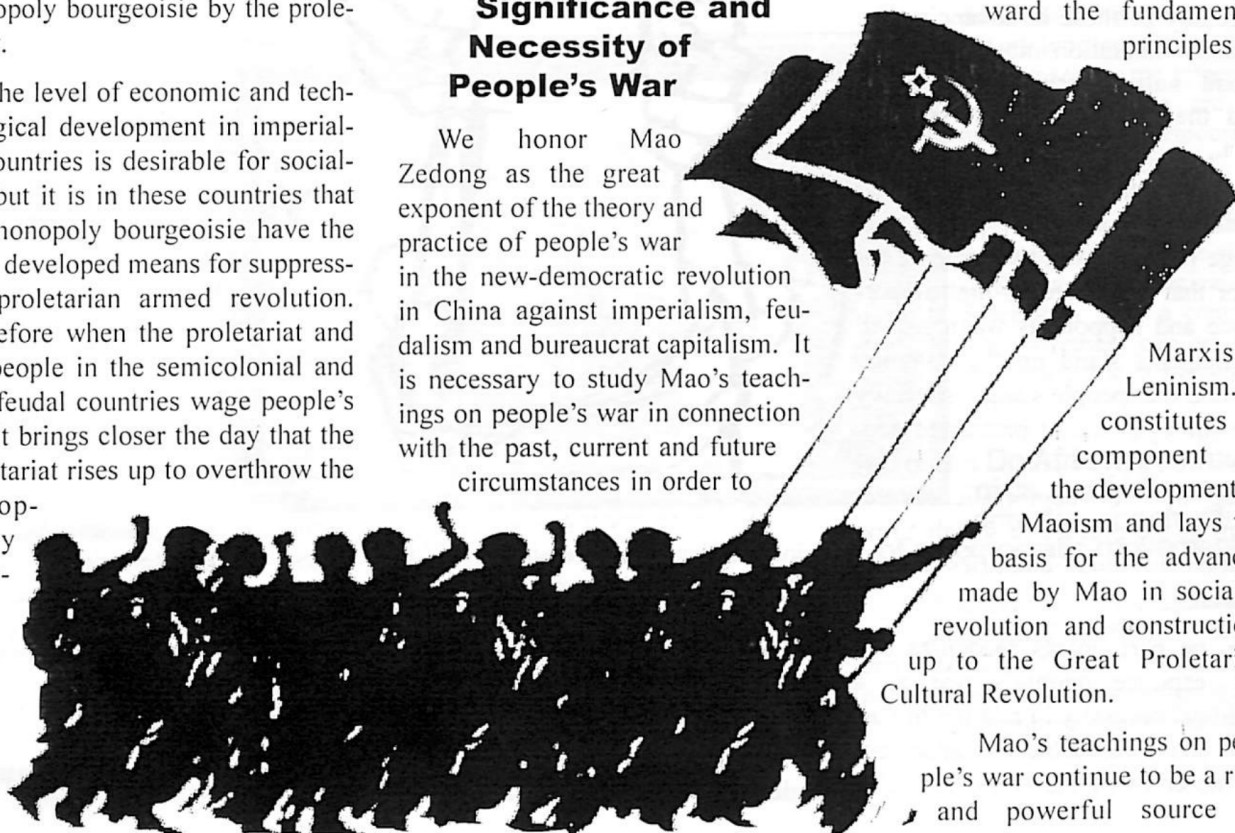 opoly bourgeoisie by the prole-
he level of economic and tech-
gical development in imperial-
ountries is desirable for social-
out it is in these countries that
monopoly bourgeoisie have the
developed means for suppress-
proletarian armed revolution.
efore when the proletariat and
people in the semicolonial and
feudal countries wage people's
t brings closer the day that the
tariat rises up to overthrow the
op-
y
-
Significance and
Necessity of
People's War
We honor Mao
Zedong as the great
exponent of the theory and
practice of people's war
in the new-democratic revolution
in China against imperialism, feu-
dalism and bureaucrat capitalism. It
is necessary to study Mao's teach-
ings on people's war in connection
with the past, current and future
circumstances in order to
ward the fundamen
principles
Marxis
Leninism.
constitutes
component
the development
Maoism and lays
basis for the advanc
made by Mao in social
revolution and constructi
up to the Great Proletar
Cultural Revolution.
Mao's teachings on pe
ple's war continue to be a r
and powerful source